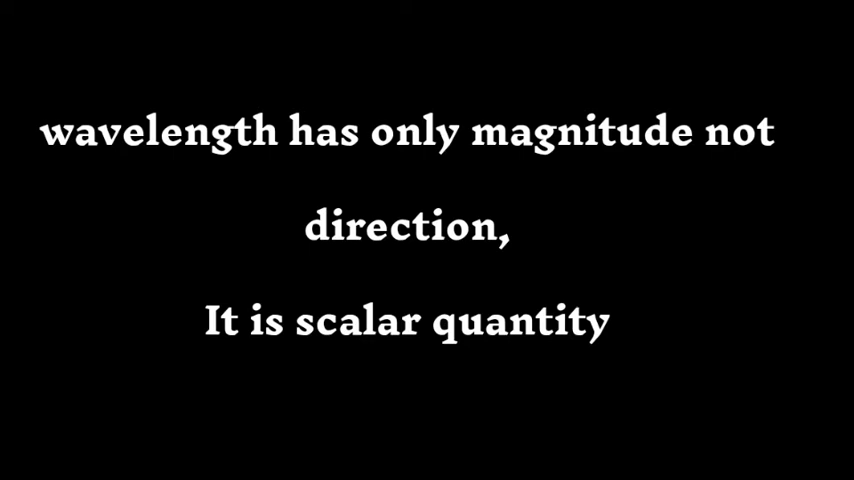 wavelength has only magnitude not
direction,
It is scalar quantity